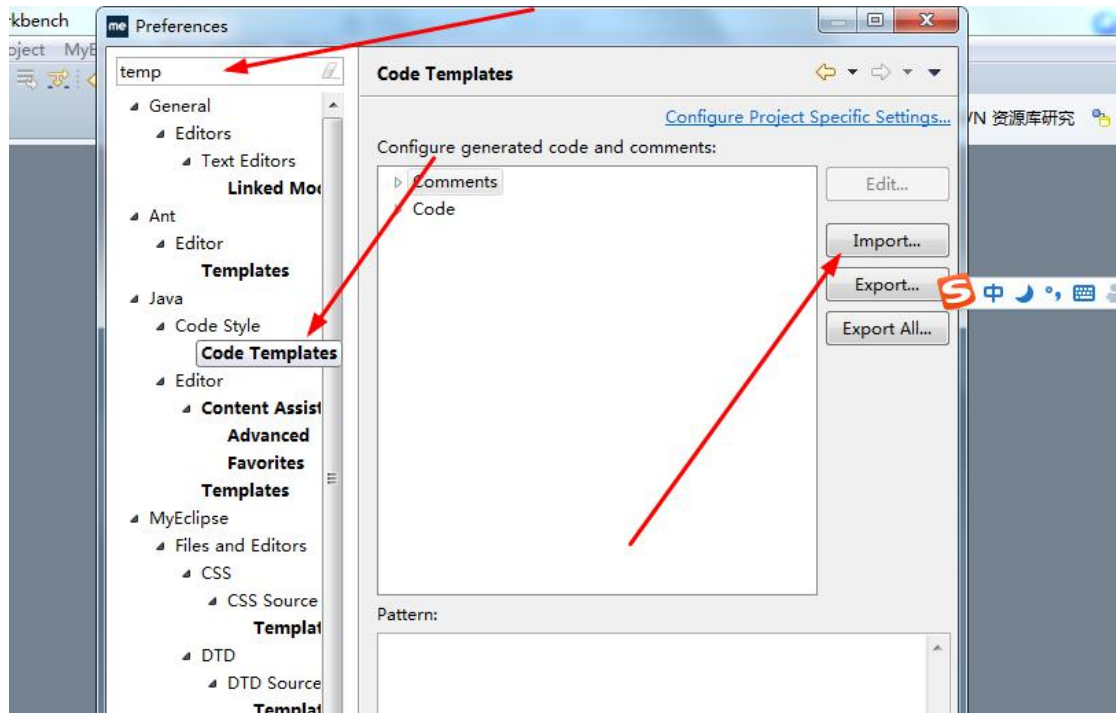 kbench
me Preferences
oject MyE
temp
Code Templates
Configure Project Specific Settings...
VN 资源库研究
Configure generated code and comments:
General
Editors
Text Editors
Linked Mod
Ant
Editor
Templates
Java
Code Style
Code Templates
Editor
Content Assist
Advanced
Favorites
Templates
MyEclipse
Files and Editors
CSS
CSS Source
Templat
DTD
DTD Source
Templat
Comments
Code
Edit...
Import...
Export...
Export All...
S 中
Pattern: